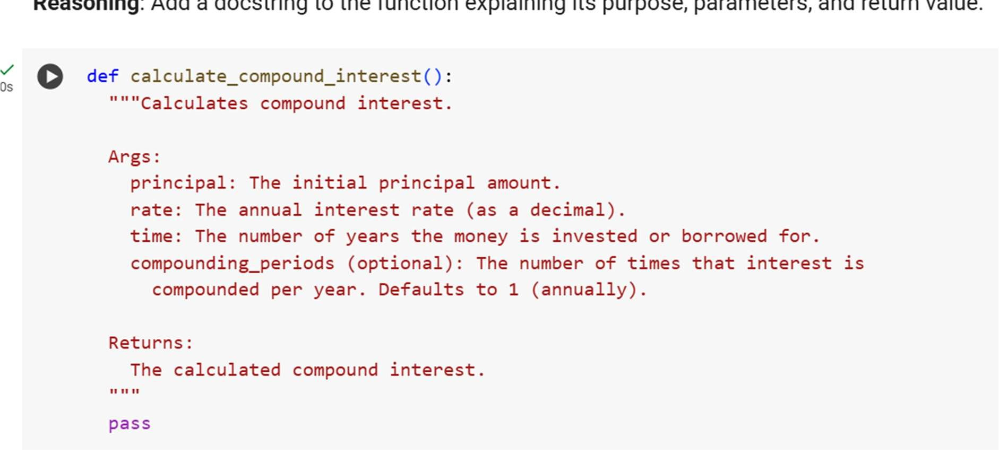 Reasoning: Add a docstring to the function explaining its purpose, parameters, and return value.
def calculate_compound_interest():
0s
"""Calculates compound interest.
Args:
principal: The initial principal amount.
rate: The annual interest rate (as a decimal).
time: The number of years the money is invested or borrowed for.
compounding_periods (optional): The number of times that interest is
compounded per year. Defaults to 1 (annually).
Returns:
The calculated compound interest.
"""
pass